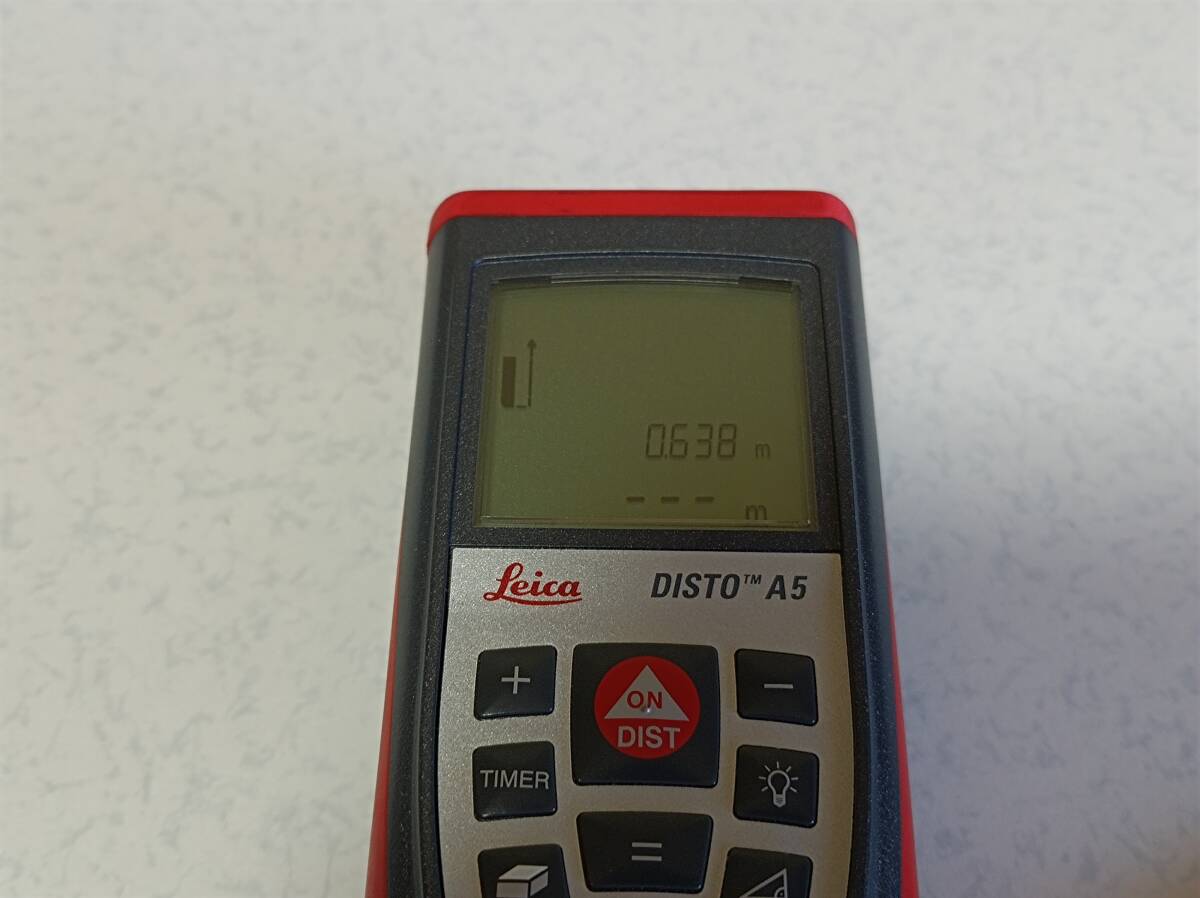 0.638 m
--- m
Leica DISTO™ A5
+ ON DIST −
TIMER
=